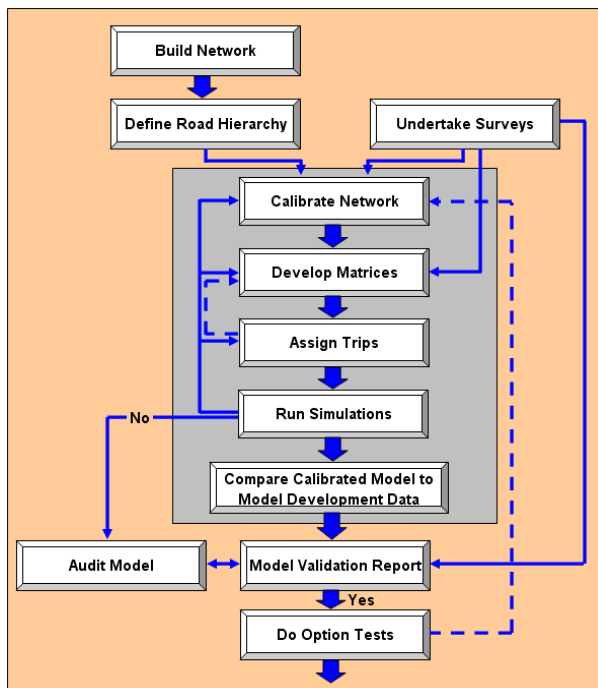 Build Network
Define Road Hierarchy
Undertake Surveys
Calibrate Network
Develop Matrices
Assign Trips
Run Simulations
No
Compare Calibrated Model to
Model Development Data
Audit Model
Model Validation Report
Yes
Do Option Tests